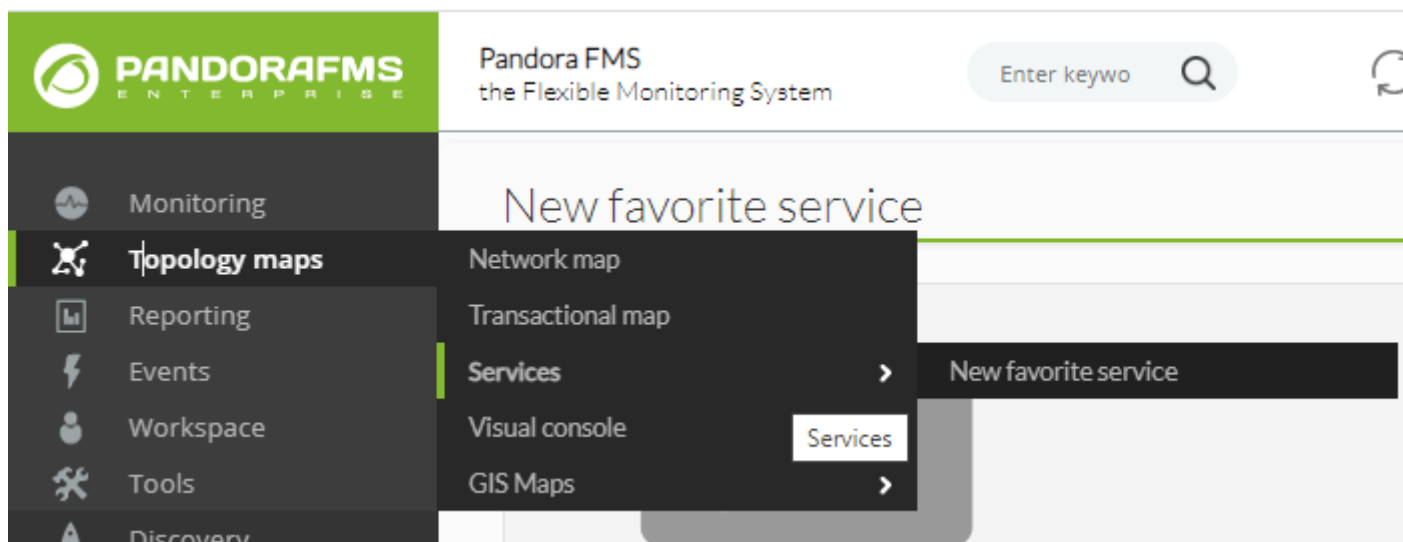 PANDORAFMS
ENTERPRISE
Pandora FMS
the Flexible Monitoring System
Enter keywo
Monitoring
New favorite service
Topology maps
Network map
Reporting
Transactional map
Events
Services
New favorite service
Workspace
Visual console
Services
Tools
GIS Maps
Discovery